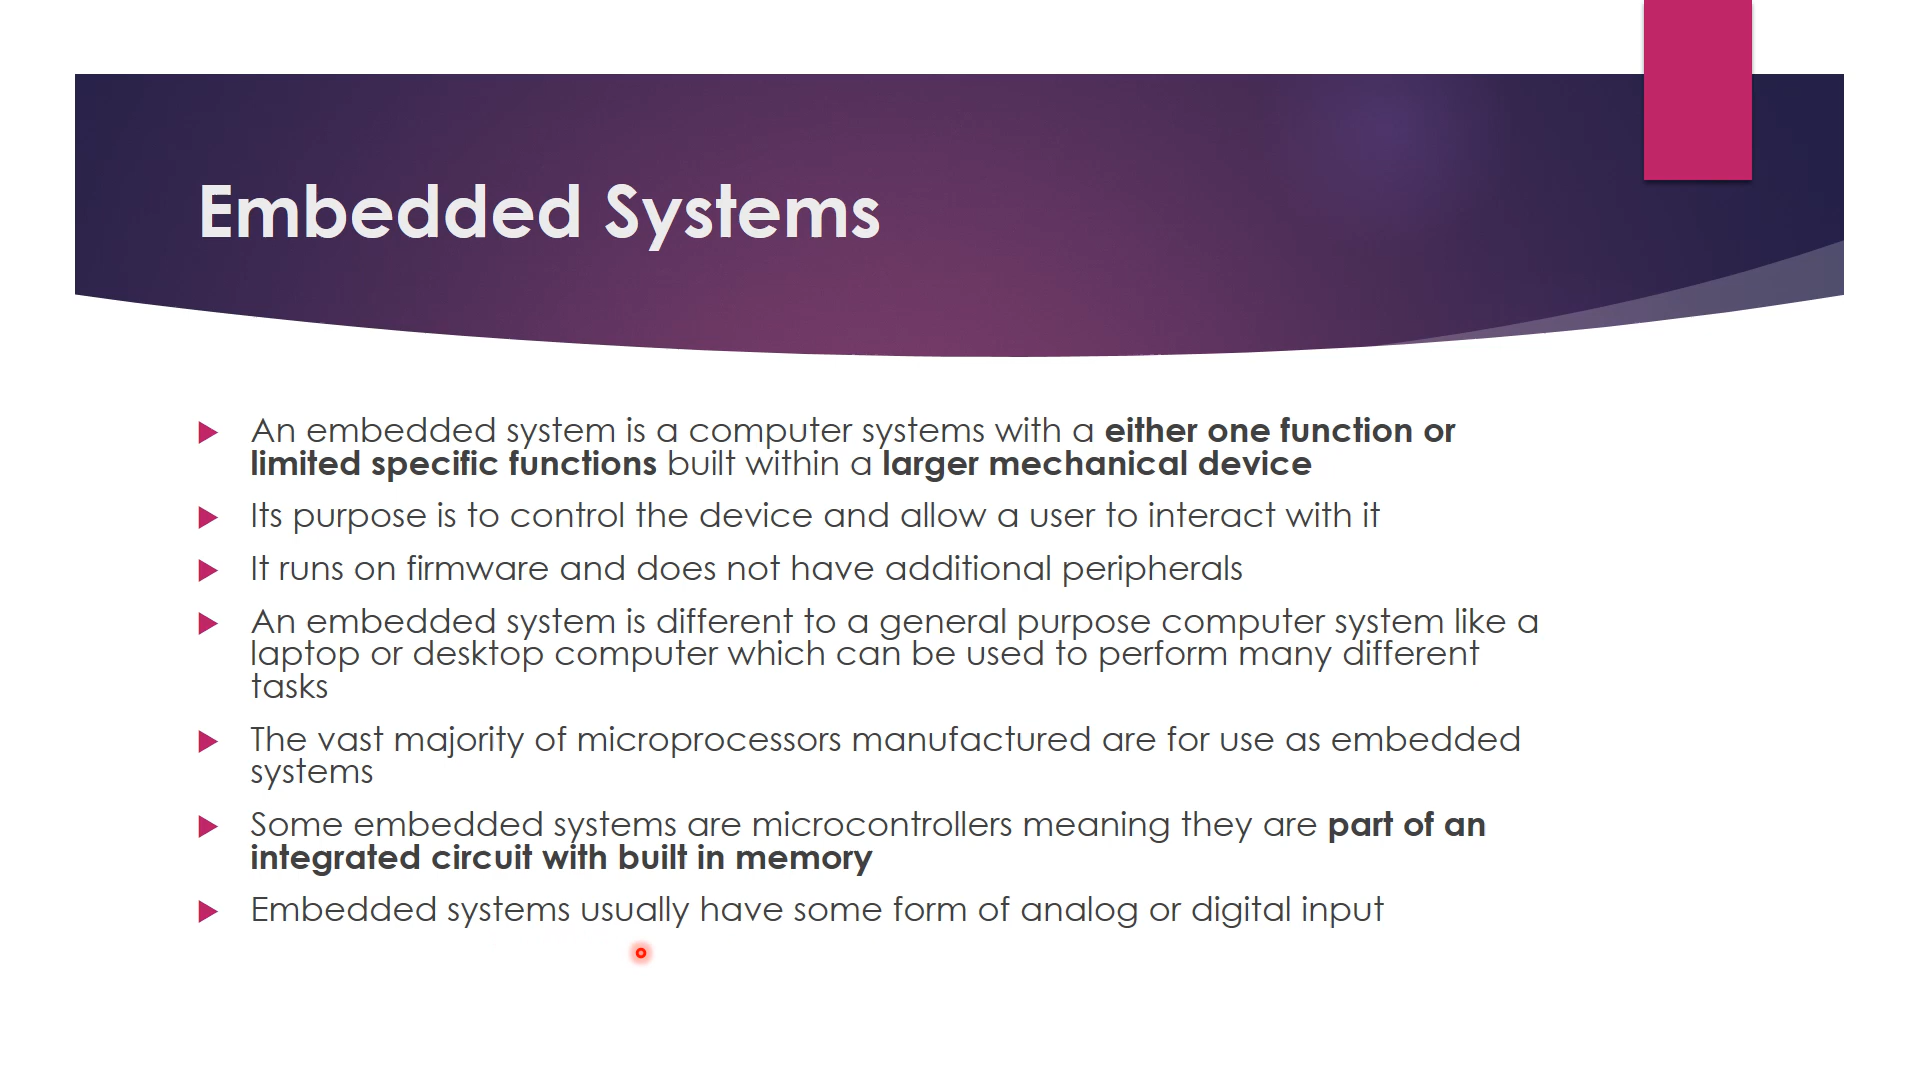 Embedded Systems
An embedded system is a computer systems with a either one function or
limited specific functions built within a larger mechanical device
Its purpose is to control the device and allow a user to interact with it
It runs on firmware and does not have additional peripherals
An embedded system is different to a general purpose computer system like a
laptop or desktop computer which can be used to perform many different
tasks
The vast majority of microprocessors manufactured are for use as embedded
systems
Some embedded systems are microcontrollers meaning they are part of an
integrated circuit with built in memory
Embedded systems usually have some form of analog or digital input